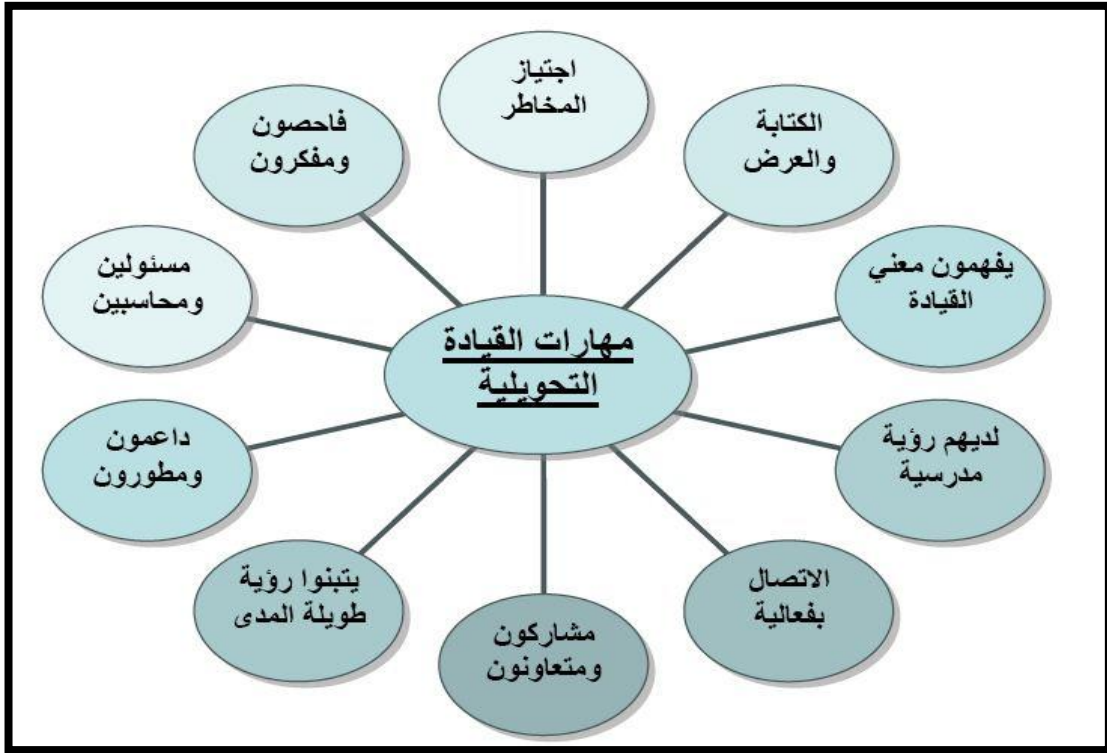 مهارات القيادة
التحويلية
اجتياز
المخاطر
الكتابة
والعرض
يفهمون معني
القيادة
لديهم رؤية
مدرسية
الاتصال
بفعالية
مشاركون
ومتعاونون
يتبنوا رؤية
طويلة المدى
داعمون
ومطورون
مسئولين
ومحاسبين
فاحصون
ومفكرون